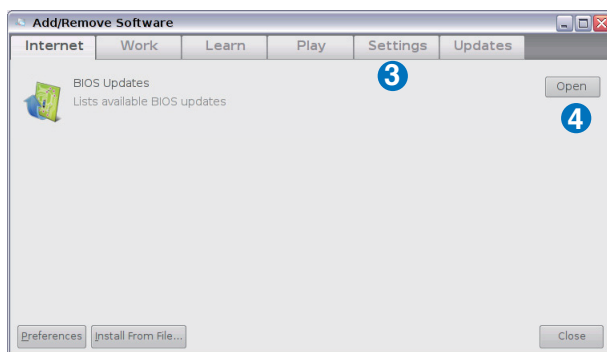 Add/Remove Software
Internet Work Learn Play Settings Updates
3
BIOS Updates
Open
Lists available BIOS updates
4
Preferences Install From File... Close